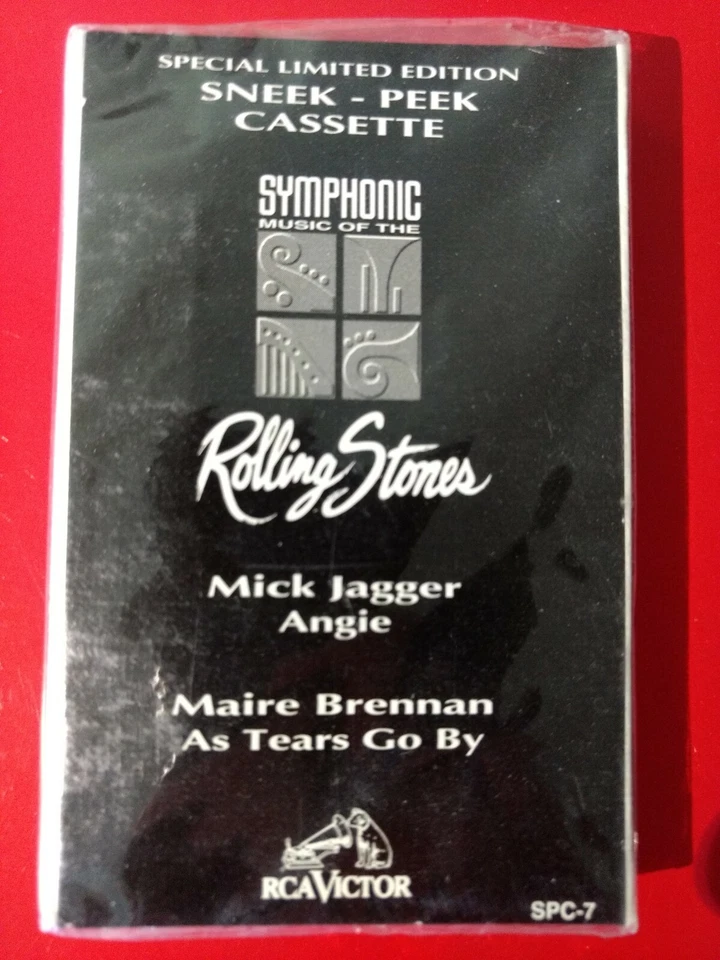 SPECIAL LIMITED EDITION
SNEEK - PEEK
CASSETTE
SYMPHONIC
MUSIC OF THE
Rolling Stones
Mick Jagger
Angie
Maire Brennan
As Tears Go By
RCA VICTOR
SPC-7